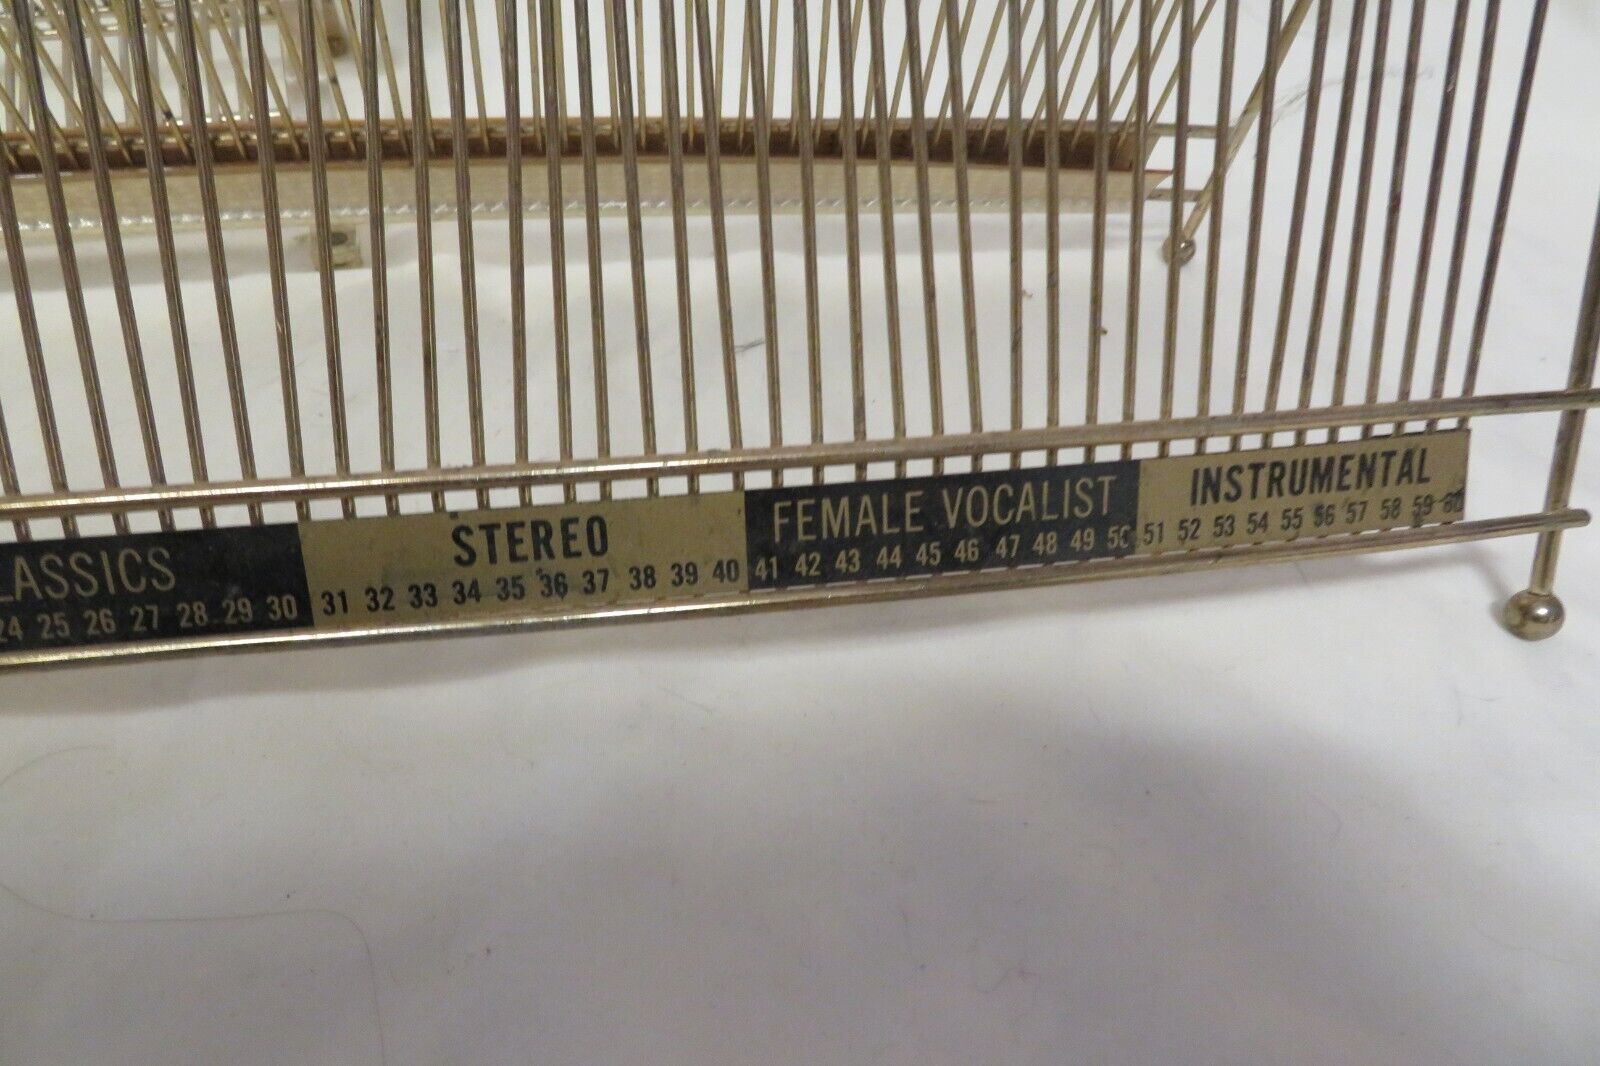 LASSICS
24 25 26 27 28 29 30
STEREO
31 32 33 34 35 36 37 38 39 40
FEMALE VOCALIST
41 42 43 44 45 46 47 48 49 50
INSTRUMENTAL
51 52 53 54 55 56 57 58 59 60